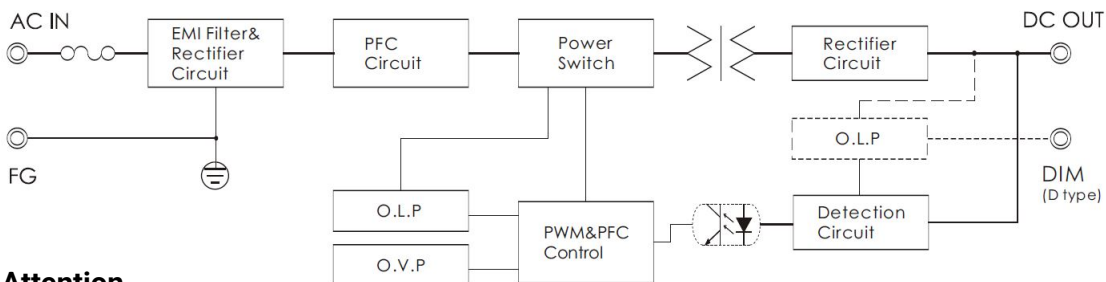 AC IN
EMI Filter&
Rectifier
Circuit
PFC
Circuit
Power
Switch
Rectifier
Circuit
DC OUT
FG
O.L.P
DIM
(D type)
O.L.P
O.V.P
PWM&PFC
Control
Detection
Circuit
Attention